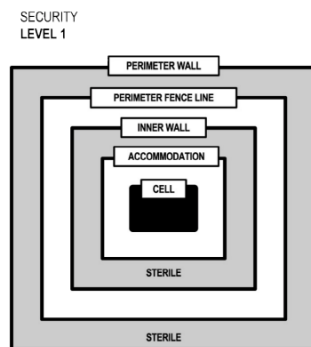 SECURITY
LEVEL 1
PERIMETER WALL
PERIMETER FENCE LINE
INNER WALL
ACCOMMODATION
CELL
STERILE
STERILE